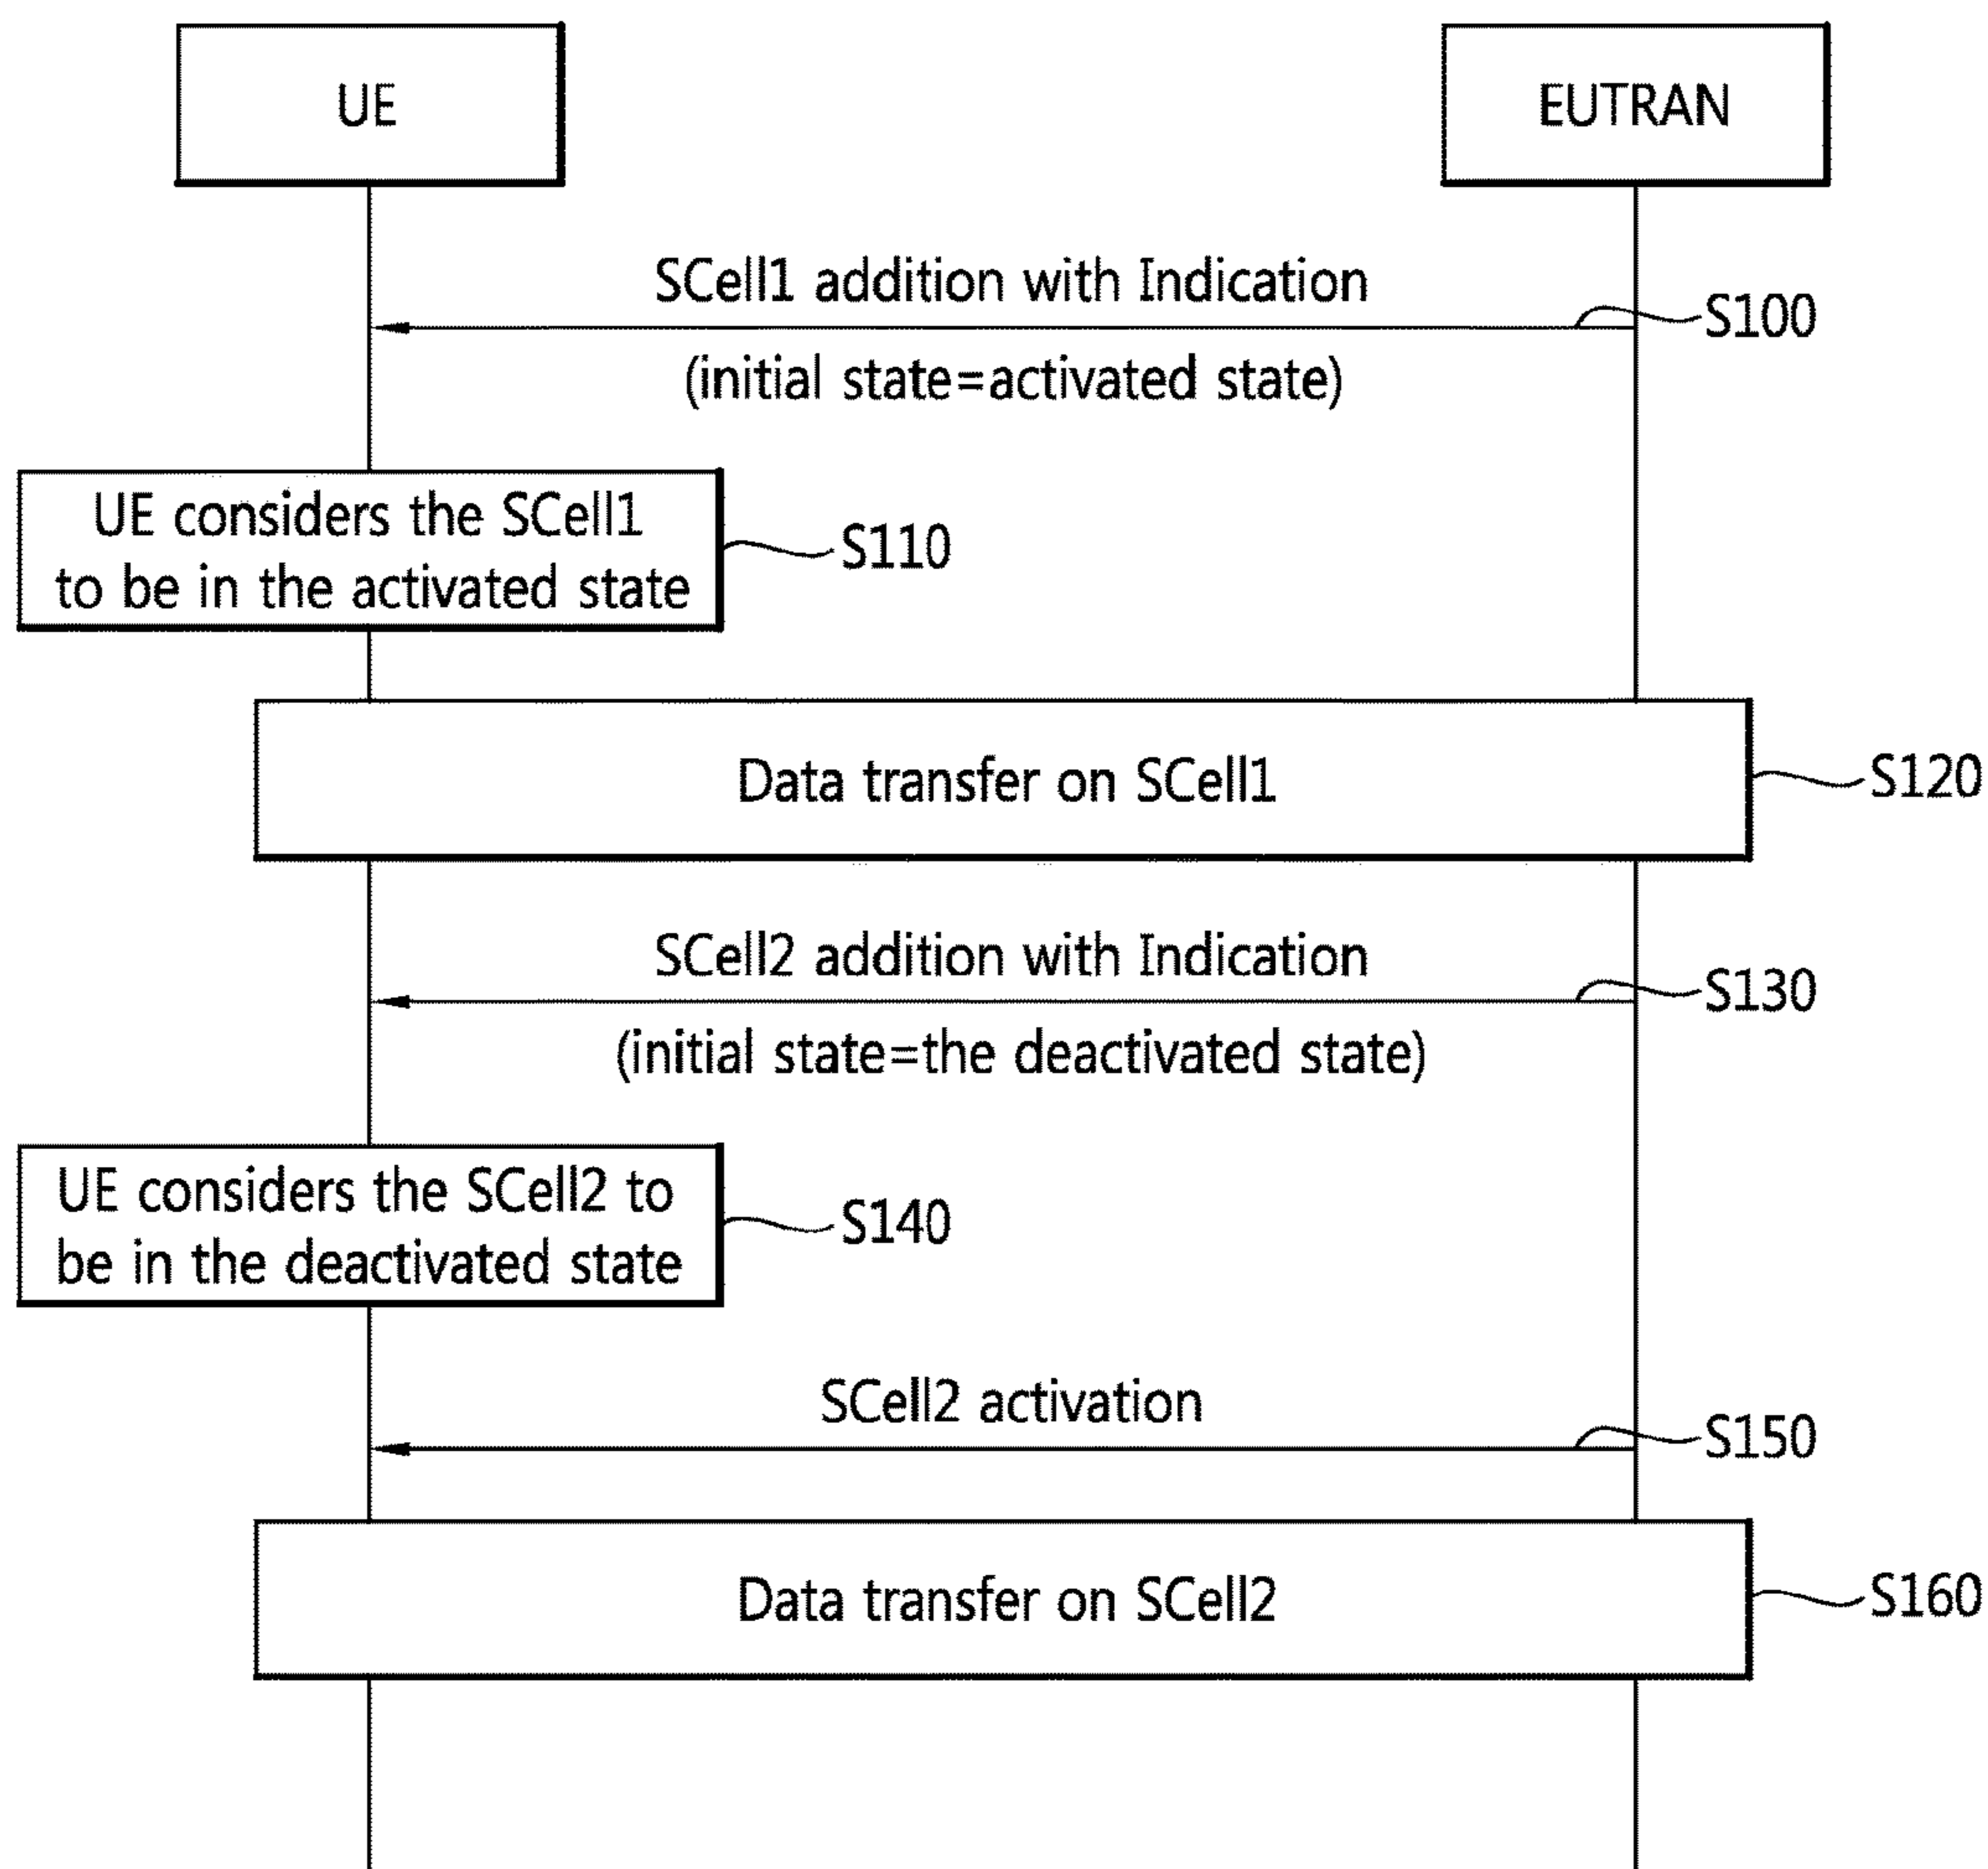 UE
EUTRAN
SCell1 addition with Indication
S100
(initial state=activated state)
UE considers the SCell1
to be in the activated state
S110
Data transfer on SCell1
S120
SCell2 addition with Indication
S130
(initial state=the deactivated state)
UE considers the SCell2 to
be in the deactivated state
S140
SCell2 activation
S150
Data transfer on SCell2
S160